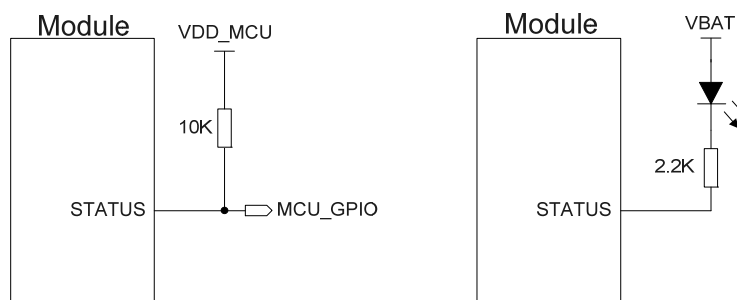 Module
VDD_MCU
10K
STATUS
MCU_GPIO
Module
VBAT
2.2K
STATUS